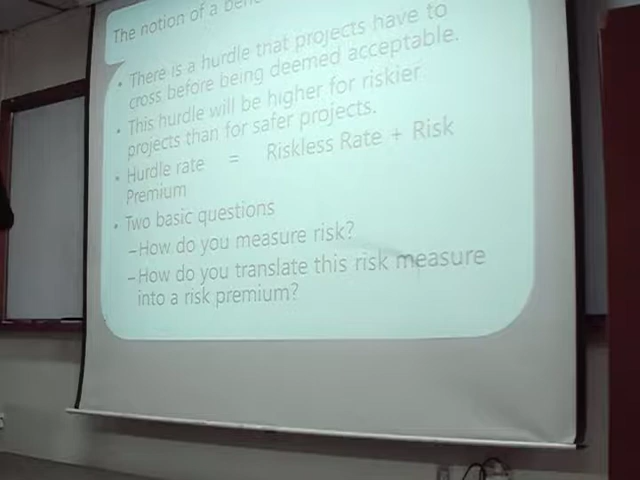 The notion of a
• There is a hurdle that projects have to
cross before being deemed acceptable.
• This hurdle will be higher for riskier
projects than for safer projects.
• Hurdle rate = Riskless Rate + Risk
Premium
• Two basic questions
–How do you measure risk?
–How do you translate this risk measure
into a risk premium?